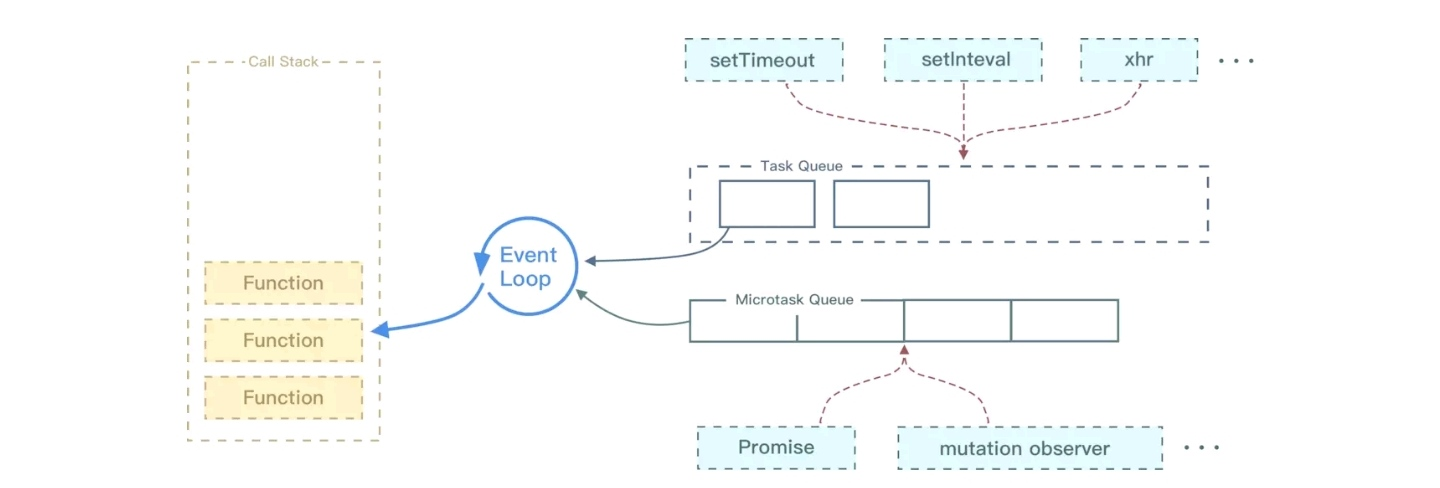 Call Stack
Function
Function
Function
Event
Loop
setTimeout
setInteval
xhr
...
Task Queue
Microtask Queue
Promise
mutation observer
...